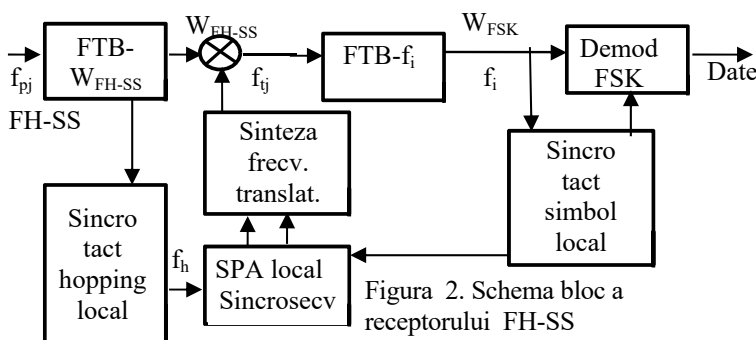 W_FH-SS
W_FSK
FTB-
W_FH-SS
FTB-f_i
Demod
FSK
f_pj
f_tj
f_i
Date
FH-SS
Sinteza
frecv.
translat.
Sincro
tact
simbol
local
Sincro
tact
hopping
local
f_h
SPA local
Sincrosecv
Figura 2. Schema bloc a
receptorului FH-SS